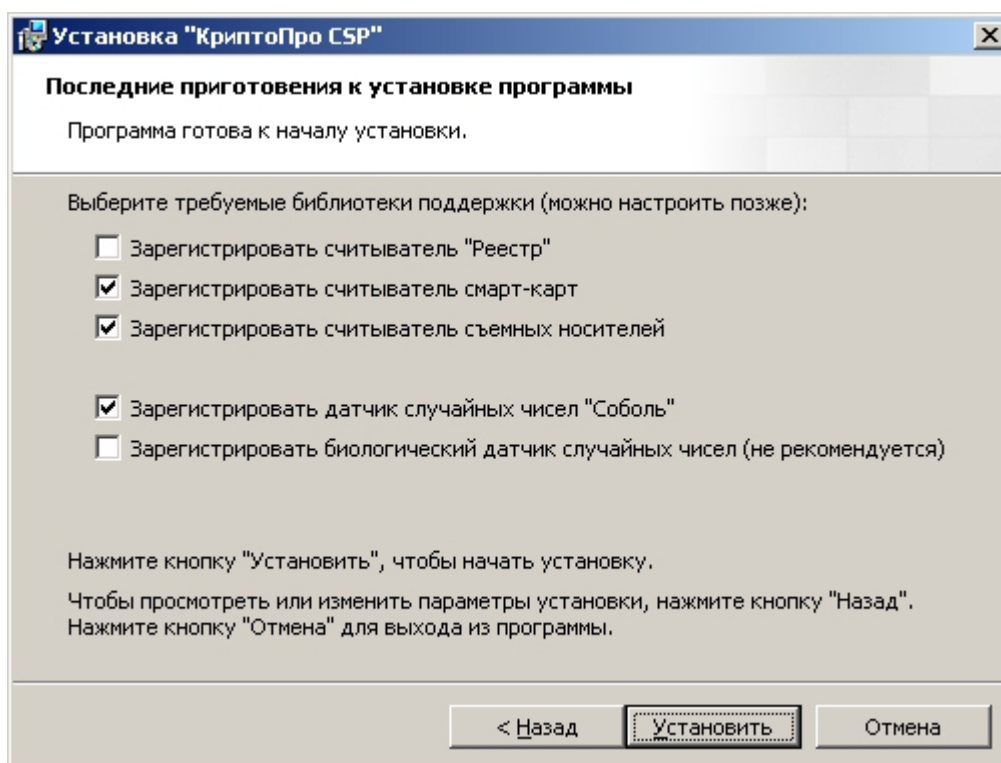 Установка "КриптоПро CSP"
Последние приготовения к установке программы
Программа готова к началу установки.
Выберите требуемые библиотеки поддержки (можно настроить позже):
Зарегистрировать считыватель "Реестр"
Зарегистрировать считыватель смарт-карт
Зарегистрировать считыватель съемных носителей
Зарегистрировать датчик случайных чисел "Соболь"
Зарегистрировать биологический датчик случайных чисел (не рекомендуется)
Нажмите кнопку "Установить", чтобы начать установку.
Чтобы просмотреть или изменить параметры установки, нажмите кнопку "Назад".
Нажмите кнопку "Отмена" для выхода из программы.
< Назад
Установить
Отмена